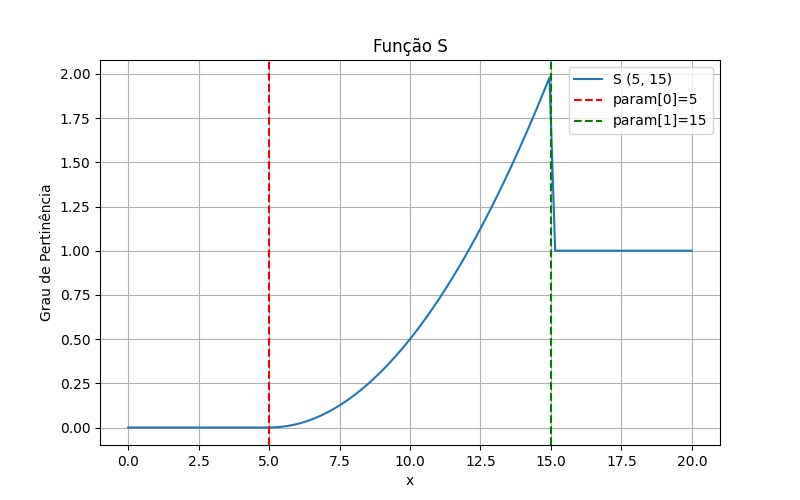 Função S
Grau de Pertinência
2.00
1.75
1.50
1.25
1.00
0.75
0.50
0.25
0.00
S (5, 15)
param[0]=5
param[1]=15
0.0 2.5 5.0 7.5 10.0 12.5 15.0 17.5 20.0
x